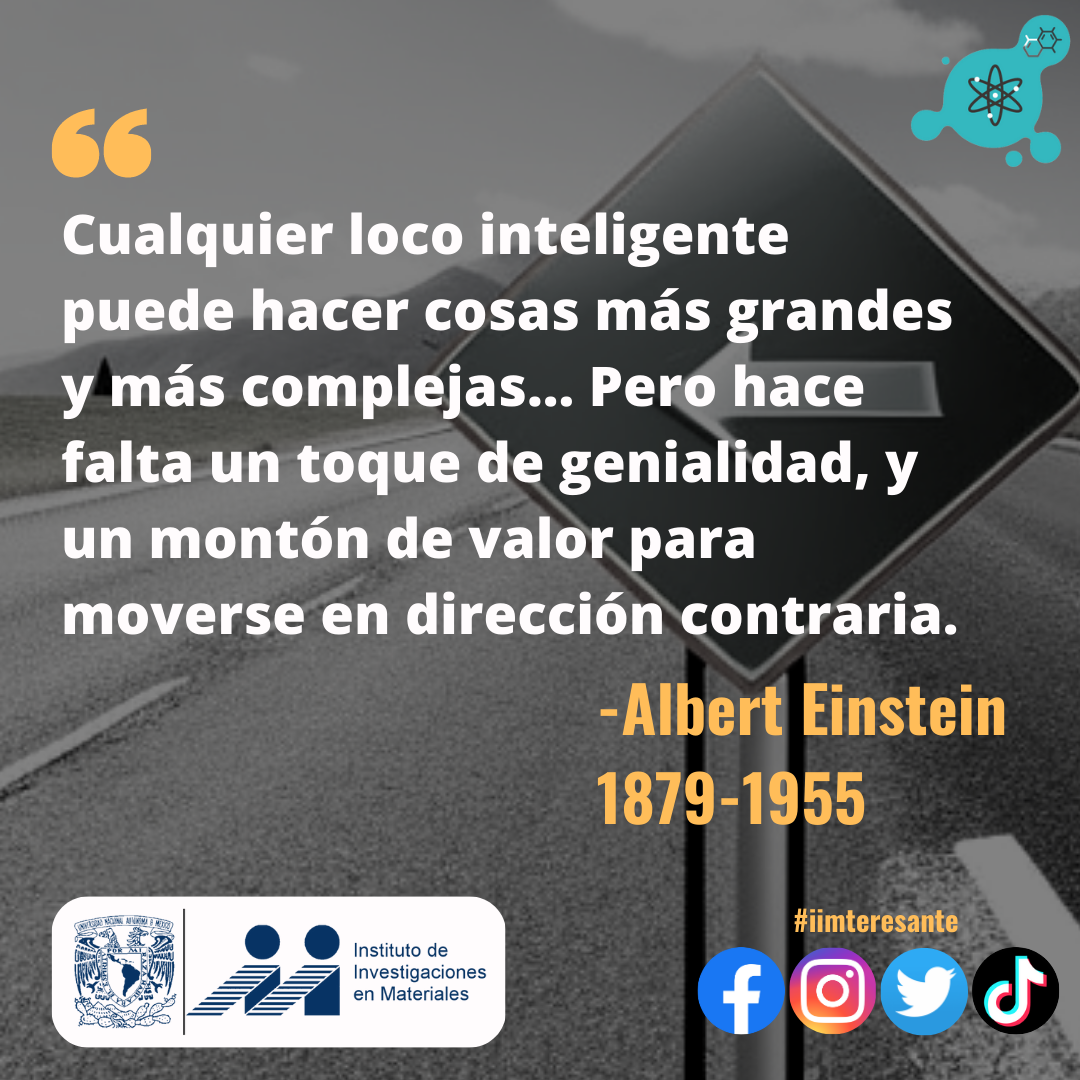 “
Cualquier loco inteligente
puede hacer cosas más grandes
y más complejas... Pero hace
falta un toque de genialidad, y
un montón de valor para
moverse en dirección contraria.
-Albert Einstein
1879-1955
#iimteresante
UNIVERSIDAD NACIONAL AUTÓNOMA DE MÉXICO
POR MI
Instituto de
Investigaciones
en Materiales